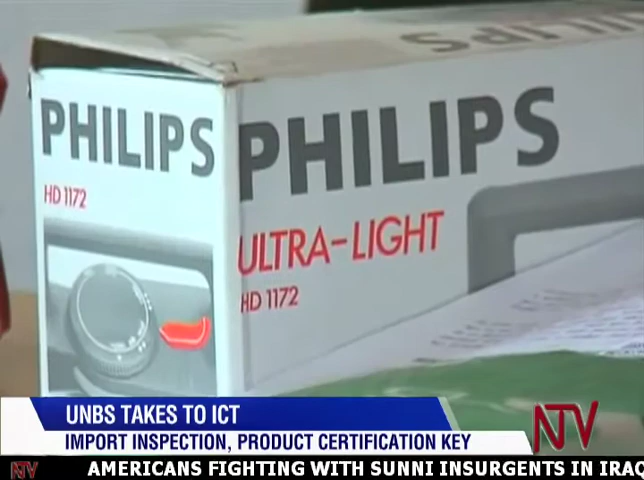 PHILIPS
PHILIPS
PHILIPS
HD 1172
ULTRA-LIGHT
HD 1172
UNBS TAKES TO ICT
IMPORT INSPECTION, PRODUCT CERTIFICATION KEY
NTV
NTV
AMERICANS FIGHTING WITH SUNNI INSURGENTS IN IRAQ